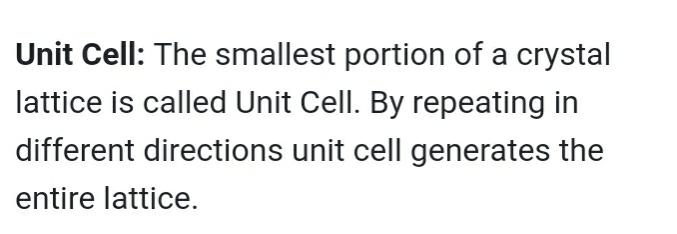 Unit Cell: The smallest portion of a crystal
lattice is called Unit Cell. By repeating in
different directions unit cell generates the
entire lattice.